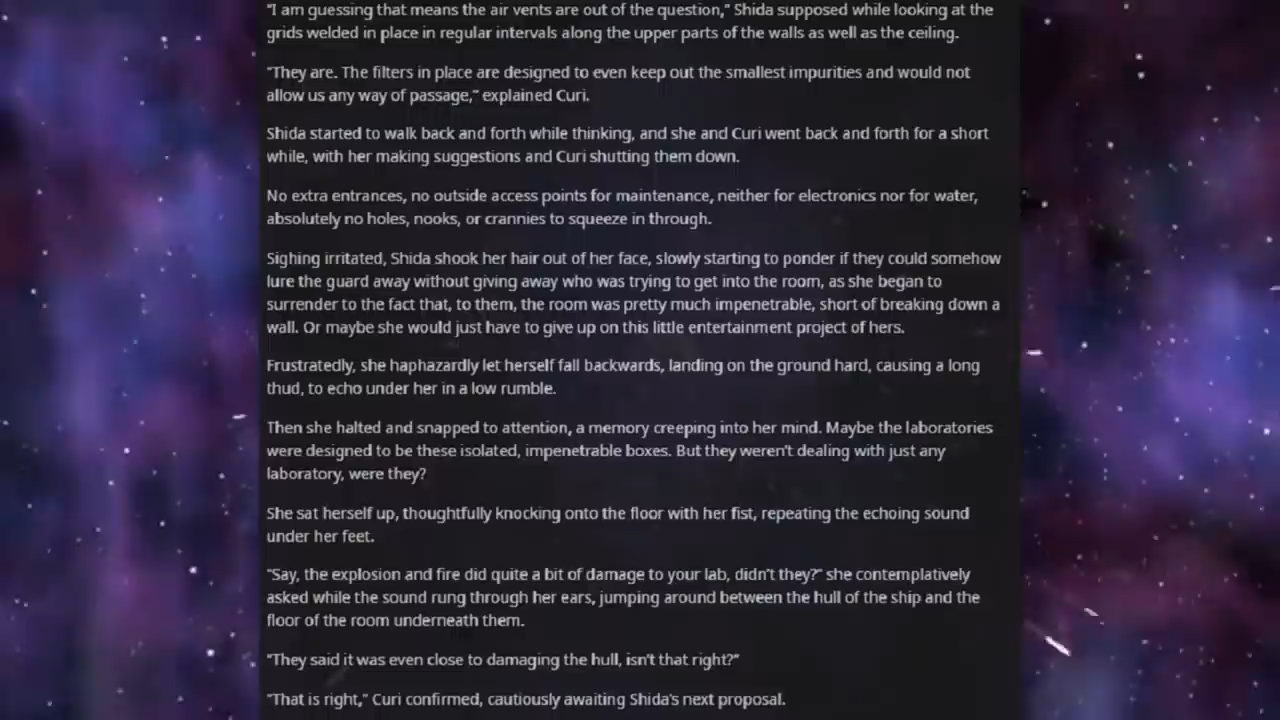 "I am guessing that means the air vents are out of the question," Shida supposed while looking at the
grids welded in place in regular intervals along the upper parts of the walls as well as the ceiling.
"They are. The filters in place are designed to even keep out the smallest impurities and would not
allow us any way of passage," explained Curi.
Shida started to walk back and forth while thinking, and she and Curi went back and forth for a short
while, with her making suggestions and Curi shutting them down.
No extra entrances, no outside access points for maintenance, neither for electronics nor for water,
absolutely no holes, nooks, or crannies to squeeze in through.
Sighing irritated, Shida shook her hair out of her face, slowly starting to ponder if they could somehow
lure the guard away without giving away who was trying to get into the room, as she began to
surrender to the fact that, to them, the room was pretty much impenetrable, short of breaking down a
wall. Or maybe she would just have to give up on this little entertainment project of hers.
Frustratedly, she haphazardly let herself fall backwards, landing on the ground hard, causing a long
thud, to echo under her in a low rumble.
Then she halted and snapped to attention, a memory creeping into her mind. Maybe the laboratories
were designed to be these isolated, impenetrable boxes. But they weren't dealing with just any
laboratory, were they?
She sat herself up, thoughtfully knocking onto the floor with her fist, repeating the echoing sound
under her feet.
"Say, the explosion and fire did quite a bit of damage to your lab, didn't they?" she contemplatively
asked while the sound rung through her ears, jumping around between the hull of the ship and the
floor of the room underneath them.
"They said it was even close to damaging the hull, isn't that right?"
"That is right," Curi confirmed, cautiously awaiting Shida's next proposal.